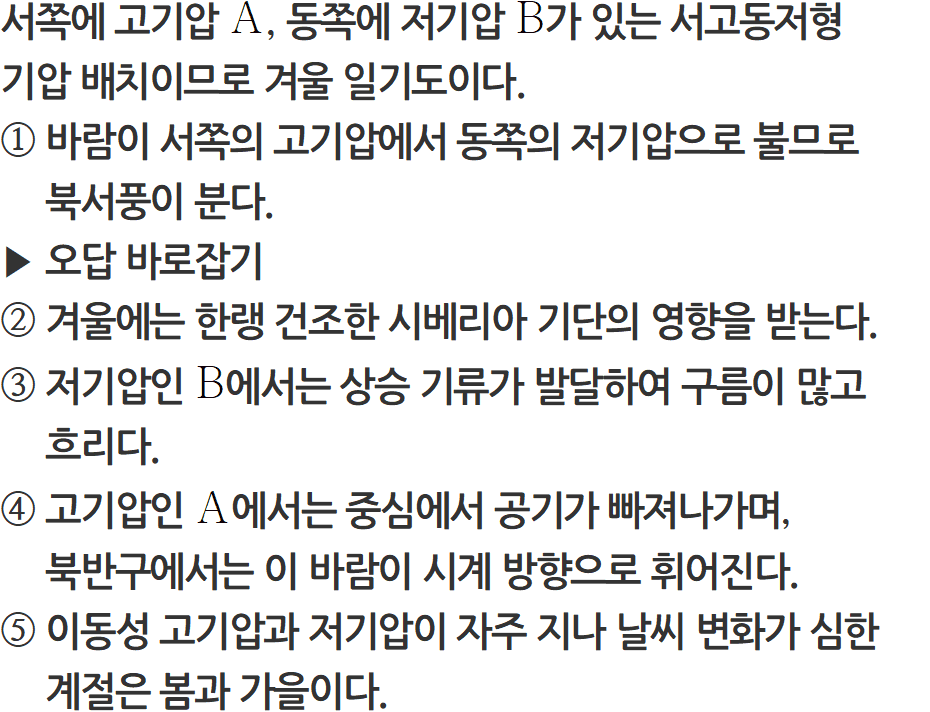 서쪽에 고기압 A, 동쪽에 저기압 B가 있는 서고동저형
기압 배치이므로 겨울 일기도이다.
① 바람이 서쪽의 고기압에서 동쪽의 저기압으로 불므로
북서풍이 분다.
▶ 오답 바로잡기
② 겨울에는 한랭 건조한 시베리아 기단의 영향을 받는다.
③ 저기압인 B에서는 상승 기류가 발달하여 구름이 많고
흐리다.
④ 고기압인 A에서는 중심에서 공기가 빠져나가며,
북반구에서는 이 바람이 시계 방향으로 휘어진다.
⑤ 이동성 고기압과 저기압이 자주 지나 날씨 변화가 심한
계절은 봄과 가을이다.